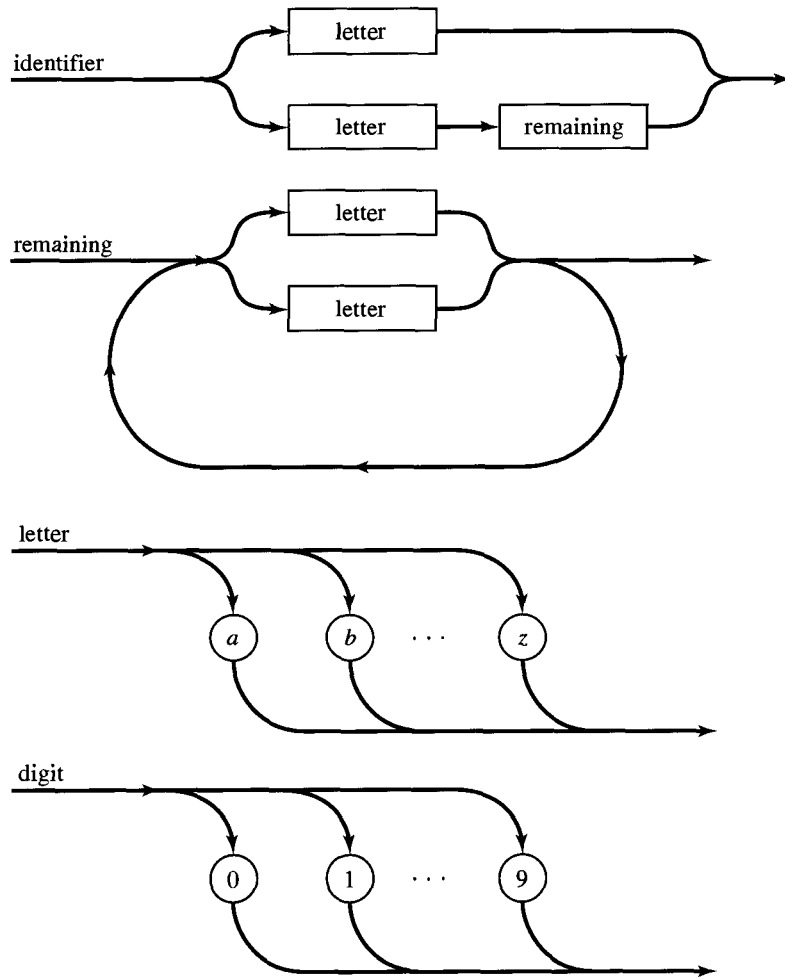 letter
identifier
letter remaining
letter
remaining
letter
letter
a b · · · z
digit
0 1 · · · 9